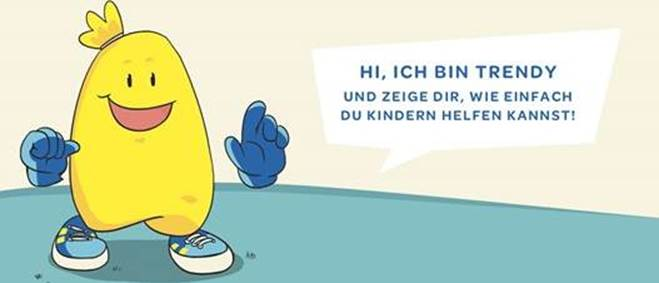 HI, ICH BIN TRENDY
UND ZEIGE DIR, WIE EINFACH
DU KINDERN HELFEN KANNST!